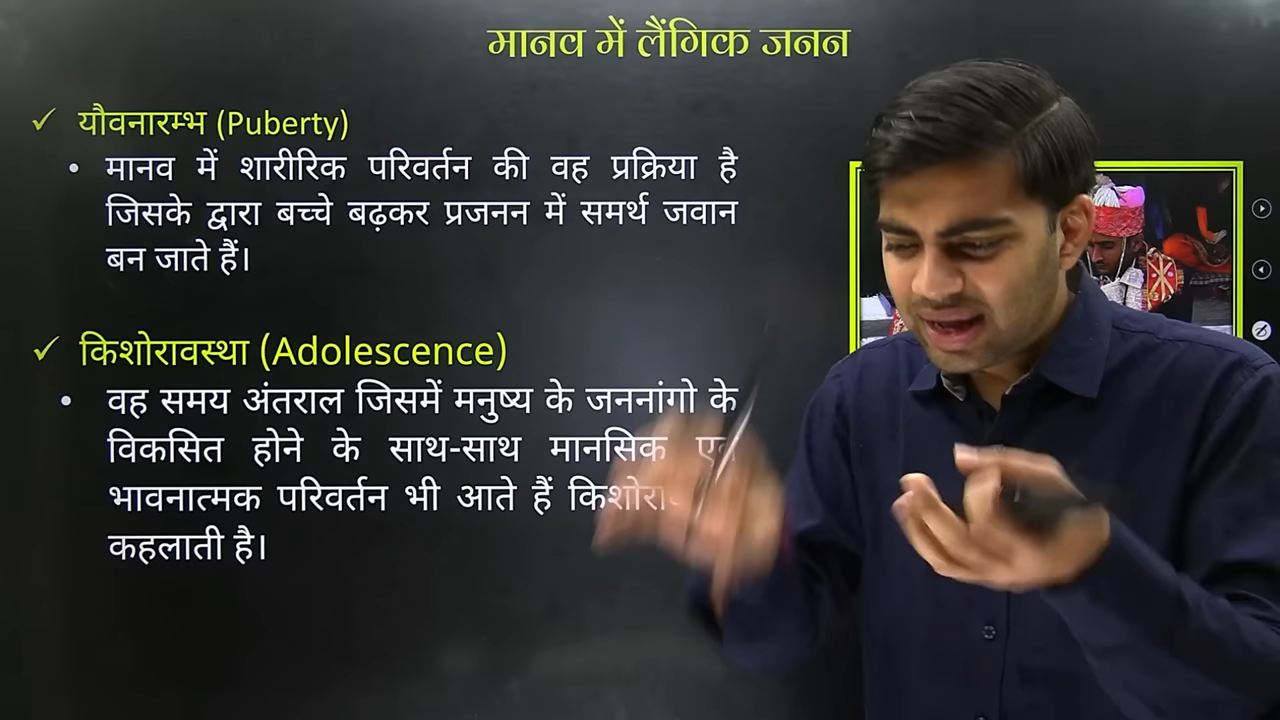 मानव में लैंगिक जनन
✓ यौवनारम्भ (Puberty)
• मानव में शारीरिक परिवर्तन की वह प्रक्रिया है
जिसके द्वारा बच्चे बढ़कर प्रजनन में समर्थ जवान
बन जाते हैं।
✓ किशोरावस्था (Adolescence)
• वह समय अंतराल जिसमें मनुष्य के जननांगो के
विकसित होने के साथ-साथ मानसिक
भावनात्मक परिवर्तन भी आते हैं
कहलाती है।